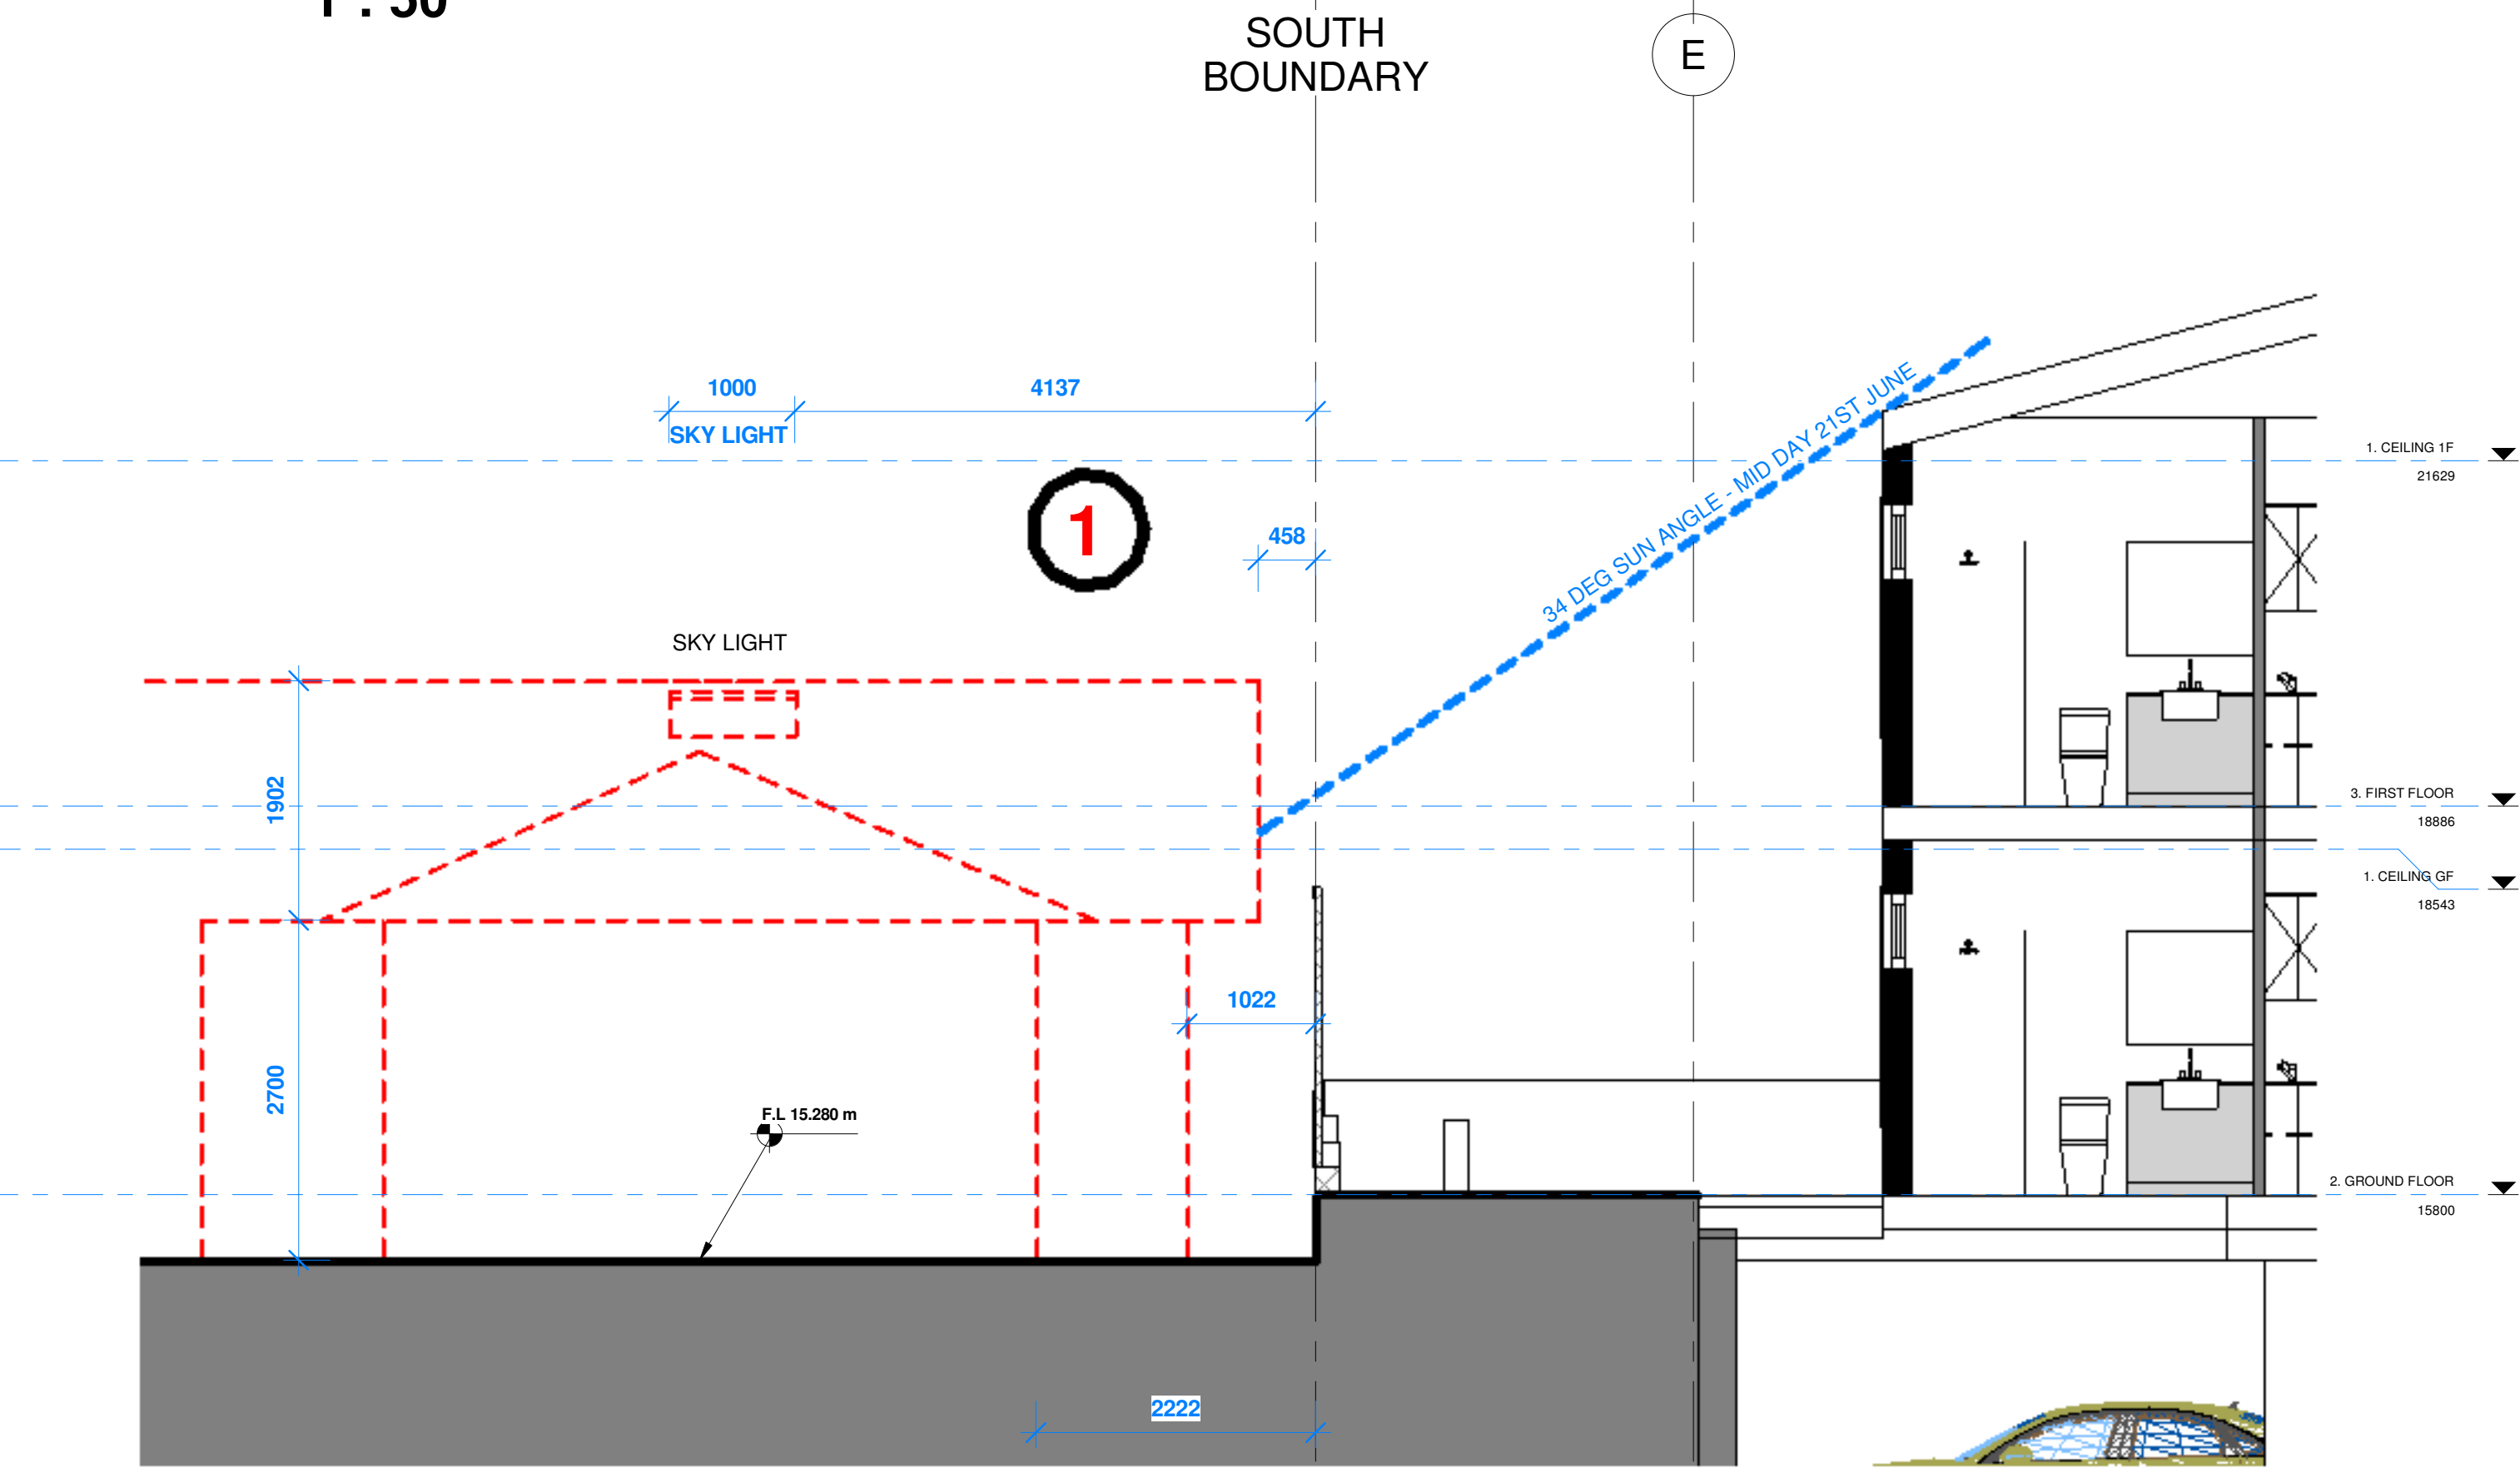 SOUTH
BOUNDARY
E
1000
4137
SKY LIGHT
34 DEG SUN ANGLE - MID DAY 21ST JUNE
1. CEILING 1F
21629
1
458
SKY LIGHT
1902
3. FIRST FLOOR
18886
1. CEILING GF
18543
1022
2700
F.L 15.280 m
2. GROUND FLOOR
15800
2222